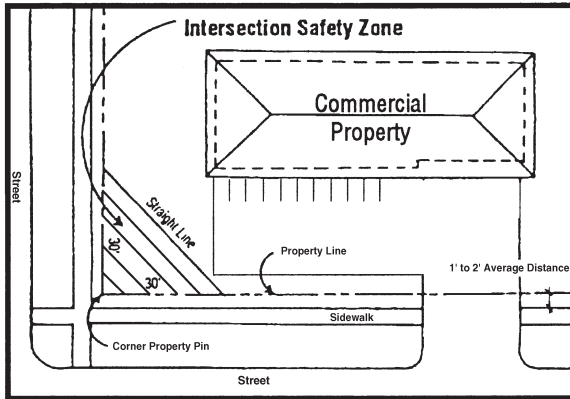 Intersection Safety Zone
Commercial
Property
Street
Straight Line
30'
30'
Property Line
1' to 2' Average Distance
Sidewalk
Corner Property Pin
Street